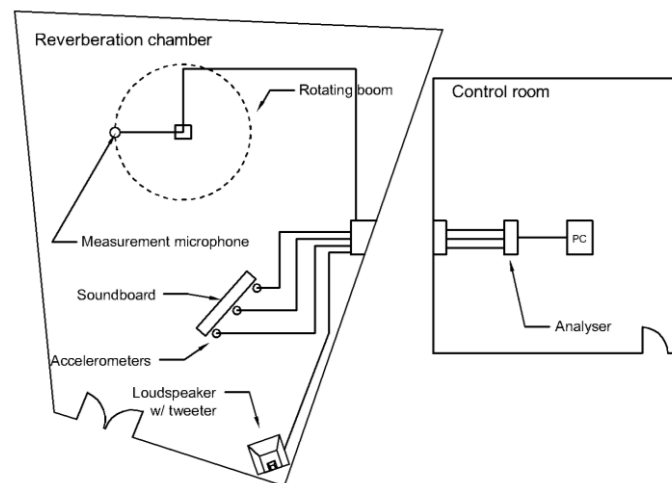 Reverberation chamber
Rotating boom
Control room
Measurement microphone
PC
Soundboard
Analyser
Accelerometers
Loudspeaker
w/ tweeter